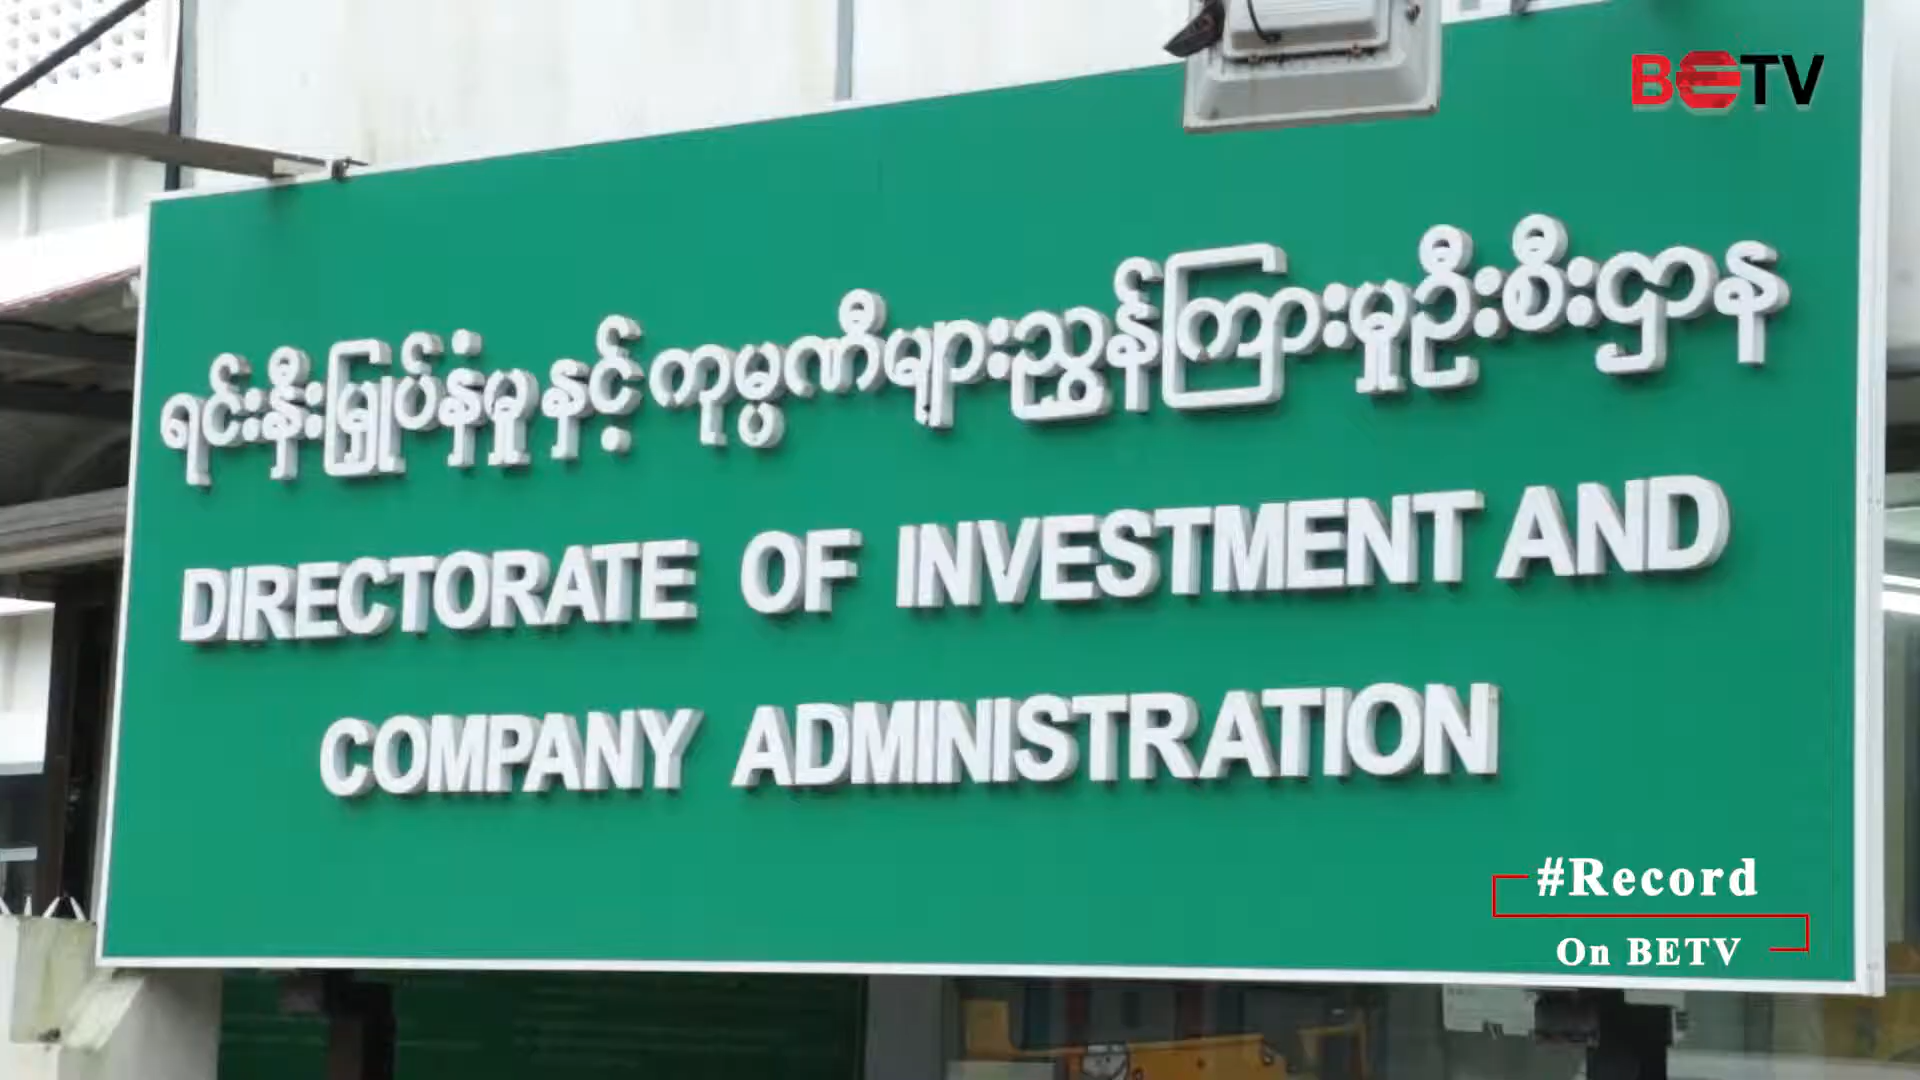 BETV
ရင်းနှီးမြှုပ်နှံမှုနှင့်ကုမ္ပဏီများညွှန်ကြားမှုဦးစီးဌာန
DIRECTORATE OF INVESTMENT AND
COMPANY ADMINISTRATION
#Record
On BETV